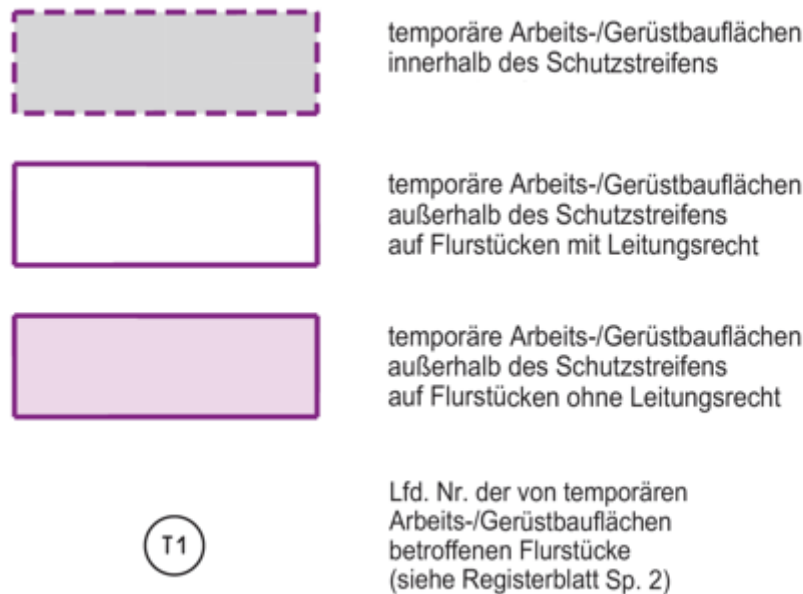 temporäre Arbeits-/Gerüstbauflächen
innerhalb des Schutzstreifens
temporäre Arbeits-/Gerüstbauflächen
außerhalb des Schutzstreifens
auf Flurstücken mit Leitungsrecht
temporäre Arbeits-/Gerüstbauflächen
außerhalb des Schutzstreifens
auf Flurstücken ohne Leitungsrecht
T1
Lfd. Nr. der von temporären
Arbeits-/Gerüstbauflächen
betroffenen Flurstücke
(siehe Registerblatt Sp. 2)